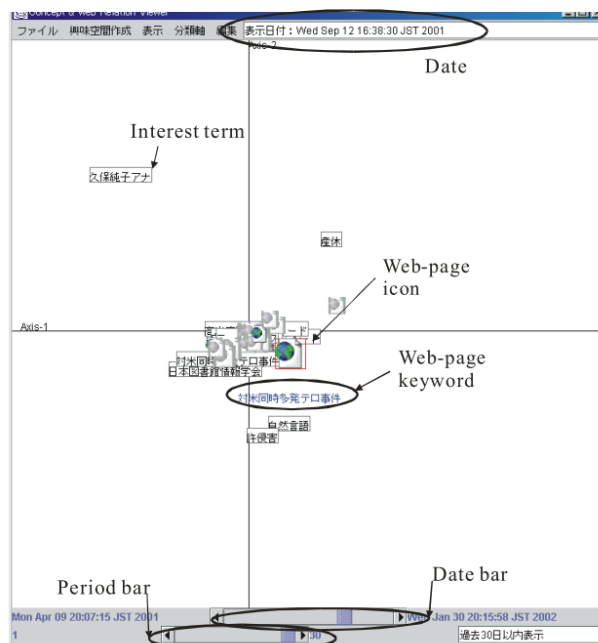 Concept & Web Relation Viewer
ファイル 興味空間作成 表示 分類軸 編集 表示日付：Wed Sep 12 16:38:30 JST 2001
Axis-2
Date
Interest term
久保純子アナ
産休
Web-page
icon
Axis-1
対米同時 テロ事件
日本図書館情報学会
Web-page
keyword
対米同時多発テロ事件
自然言語
許侵害
Period bar
Date bar
Mon Apr 09 20:07:15 JST 2001
Wed Jan 30 20:15:58 JST 2002
1
30
過去30日以内表示